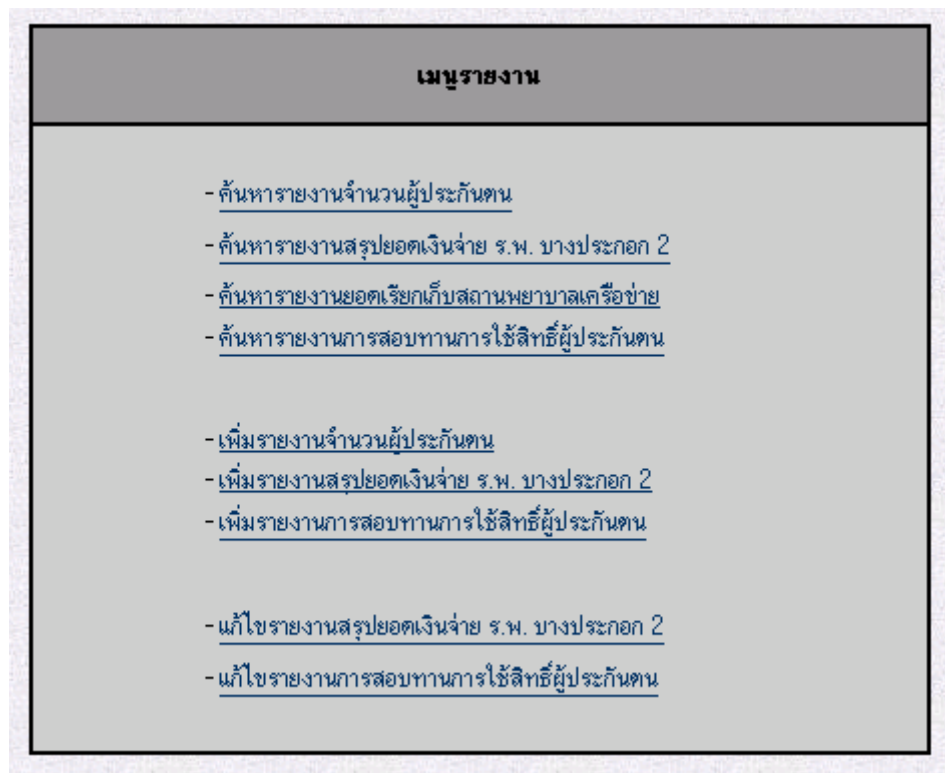 เมนูรายงาน
- ค้นหารายงานจำนวนผู้ประกันตน
- ค้นหารายงานสรุปยอดเงินจ่าย ร.พ. บางประกอก 2
- ค้นหารายงานยอดเรียกเก็บสถานพยาบาลเครือข่าย
- ค้นหารายงานการสอบทานการใช้สิทธิ์ผู้ประกันตน
- เพิ่มรายงานจำนวนผู้ประกันตน
- เพิ่มรายงานสรุปยอดเงินจ่าย ร.พ. บางประกอก 2
- เพิ่มรายงานการสอบทานการใช้สิทธิ์ผู้ประกันตน
- แก้ไขรายงานสรุปยอดเงินจ่าย ร.พ. บางประกอก 2
- แก้ไขรายงานการสอบทานการใช้สิทธิ์ผู้ประกันตน